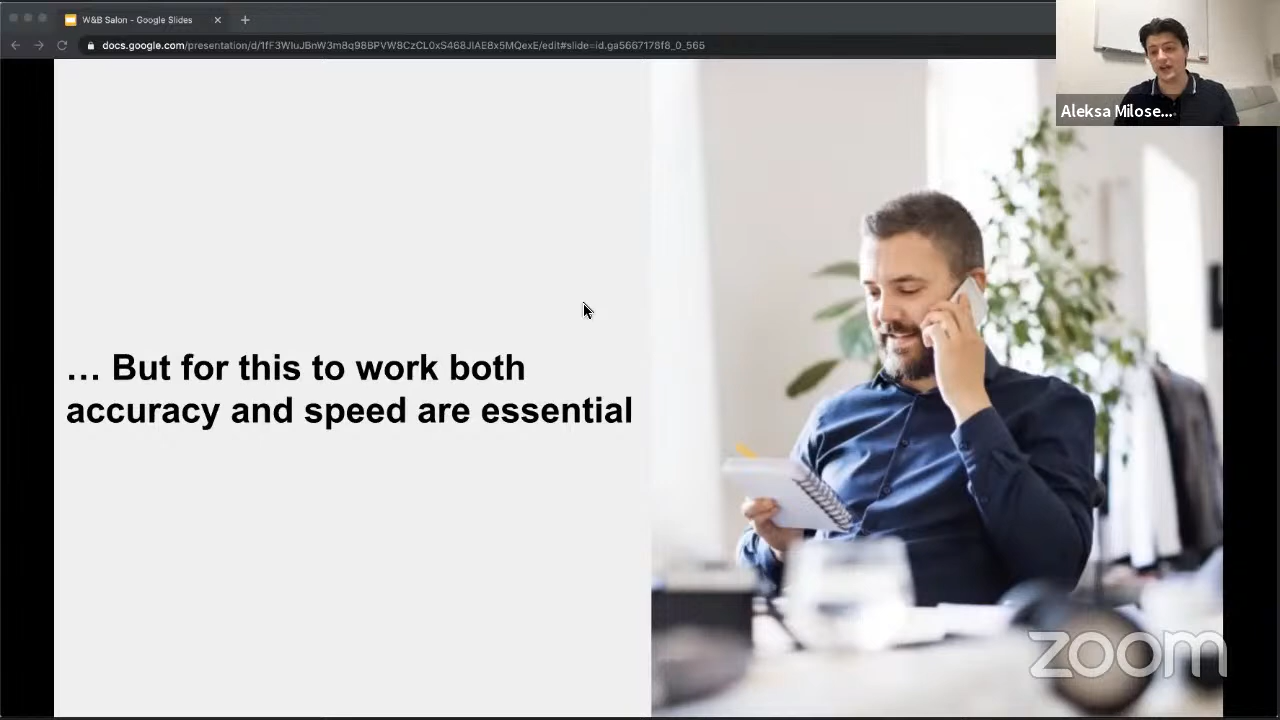 W&B Salon - Google Slides
docs.google.com/presentation/d/1fF3WIuJBnW3m8q98BPVW8CzCL0xS468JIAE8x5MQexE/edit#slide=id.ga5667178f8_0_565
Aleksa Milose...
... But for this to work both
accuracy and speed are essential
zoom